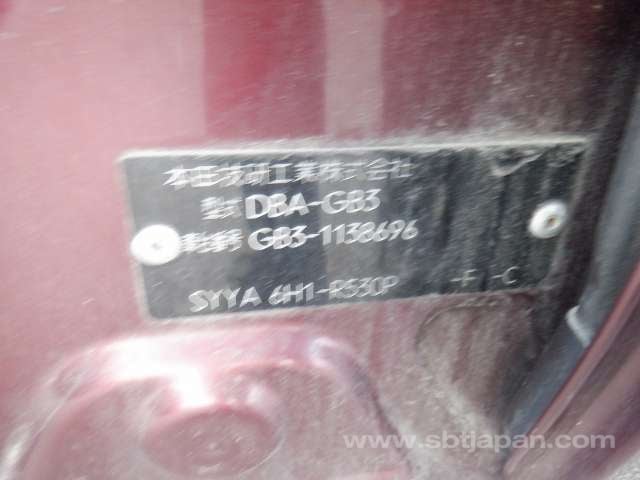 本田技研工業株式会社
型式 DBA-GB3
車台番号 GB3-1138696
SYYA 6H1-R530P -F -C
www.sbtjapan.com